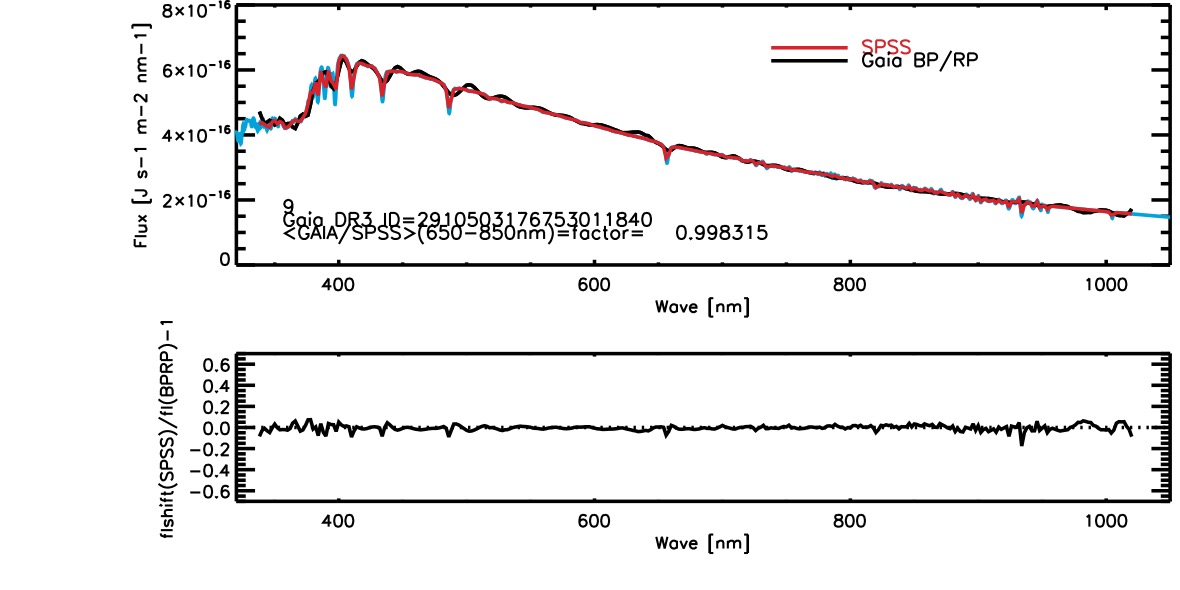 8×10-16
6×10-16
4×10-16
2×10-16
0
Flux [J s-1 m-2 nm-1]
SPSS
Gaia BP/RP
9
Gaia DR3 ID=2910503176753011840
<GAIA/SPSS>(650-850nm)=factor= 0.998315
400 600 800 1000
Wave [nm]
0.6
0.4
0.2
0.0
-0.2
-0.4
-0.6
flshift(SPSS)/fl(BPRP)-1
400 600 800 1000
Wave [nm]